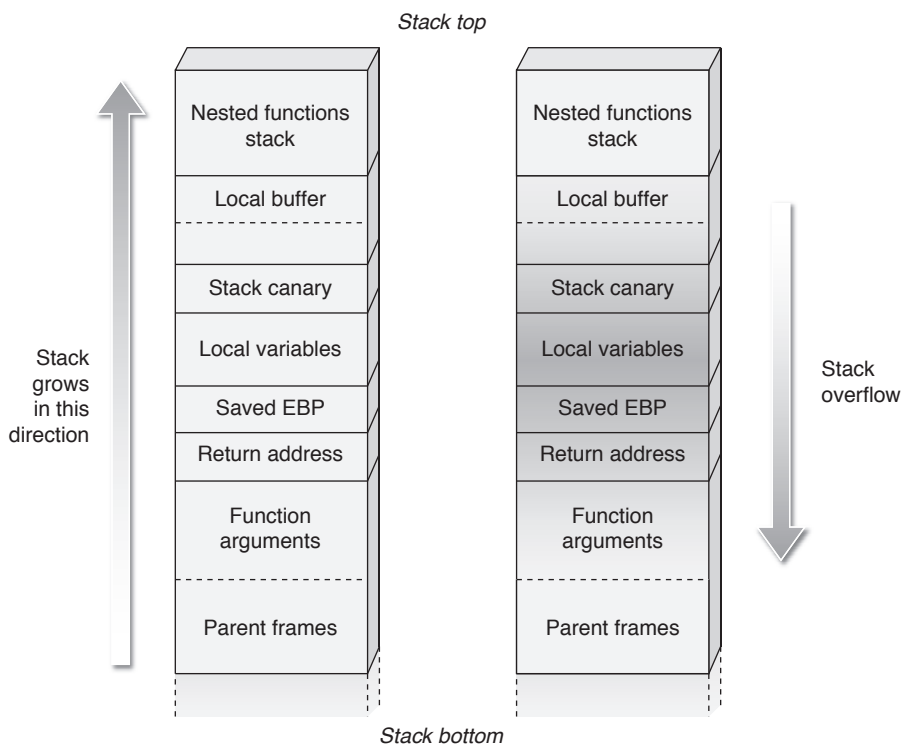 Stack top
Nested functions
stack
Local buffer
Stack canary
Local variables
Saved EBP
Return address
Function
arguments
Parent frames
Stack
grows
in this
direction
Nested functions
stack
Local buffer
Stack canary
Local variables
Saved EBP
Return address
Function
arguments
Parent frames
Stack
overflow
Stack bottom